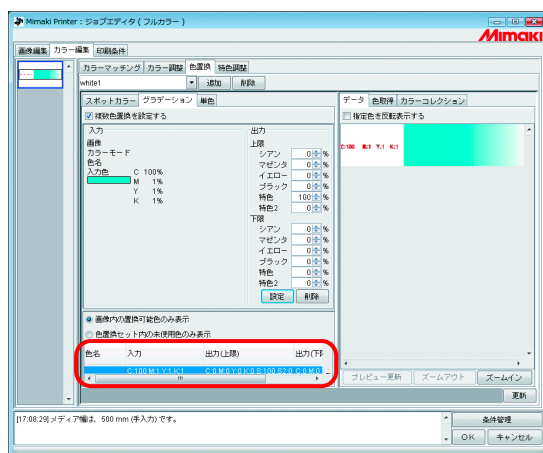 Mimaki Printer : ジョブエディタ ( フルカラー )
Mimaki
画像編集 カラー編集 印刷条件
カラーマッチング カラー調整 色置換 特色調整
white1 追加 削除
スポットカラー グラデーション 単色
複数色置換を設定する
入力
画像
カラーモード
色名
入力色 C 100%
M 1%
Y 1%
K 1%
出力
上限
シアン 0 %
マゼンタ 0 %
イエロー 0 %
ブラック 0 %
特色 100 %
特色2 0 %
下限
シアン 0 %
マゼンタ 0 %
イエロー 0 %
ブラック 0 %
特色 0 %
特色2 0 %
設定 削除
画像内の置換可能色のみ表示
色置換セット内の未使用色のみ表示
色名 入力 出力(上限) 出力(下限
C:100 M:1 Y:1 K:1 C:0 M:0 Y:0 K:0 S:100 S2:0 C:0 M:0
データ 色取得 カラーコレクション
指定色を反転表示する
C:100 M:1 Y:1 K:1
プレビュー更新 ズームアウト ズームイン
更新
[17:08:29] メディア幅は、500 mm (手入力) です。
条件管理
OK キャンセル